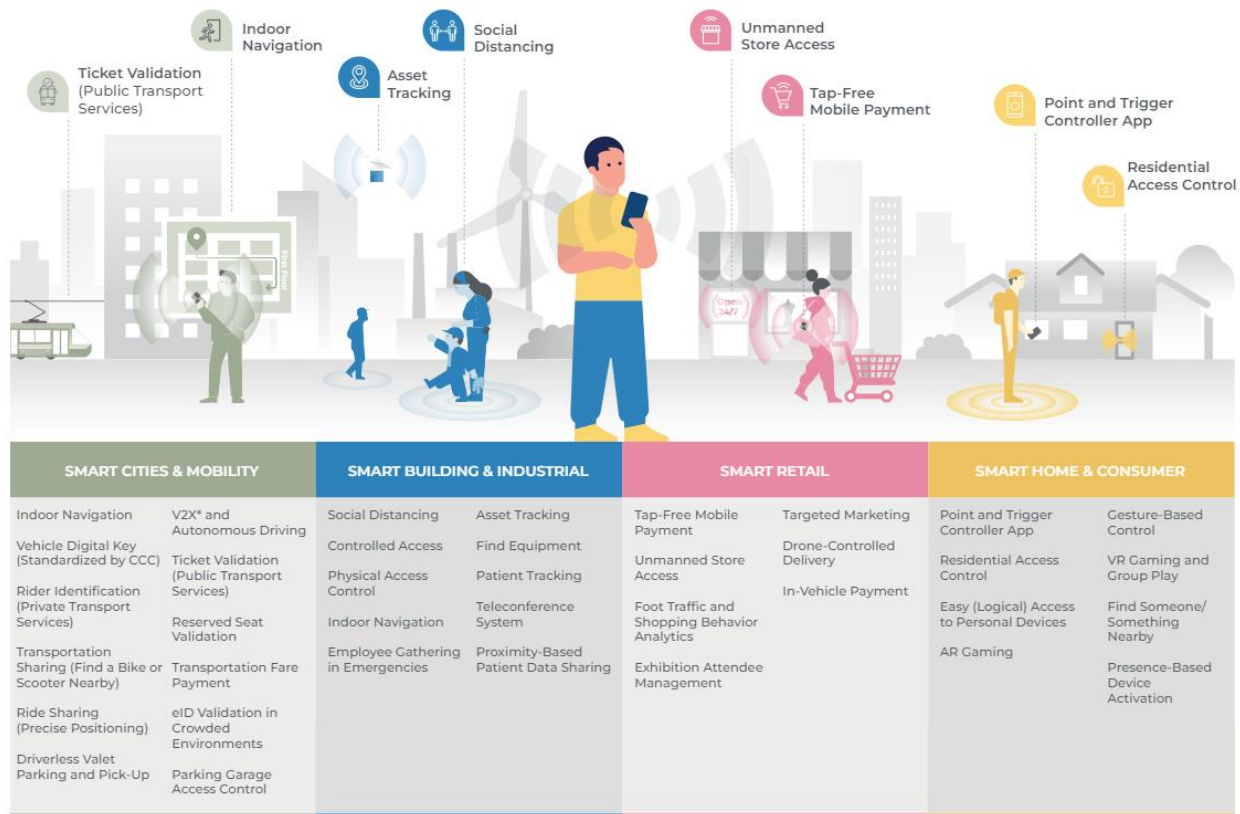 Indoor
Navigation
Social
Distancing
Unmanned
Store Access
Ticket Validation
(Public Transport
Services)
Asset
Tracking
Tap-Free
Mobile Payment
Point and Trigger
Controller App
Residential
Access Control
First Floor
Open
24/7
SMART CITIES & MOBILITY
Indoor Navigation
Vehicle Digital Key
(Standardized by CCC)
Rider Identification
(Private Transport
Services)
Transportation
Sharing (Find a Bike or
Scooter Nearby)
Ride Sharing
(Precise Positioning)
Driverless Valet
Parking and Pick-Up
V2X* and
Autonomous Driving
Ticket Validation
(Public Transport
Services)
Reserved Seat
Validation
Transportation Fare
Payment
eID Validation in
Crowded
Environments
Parking Garage
Access Control
SMART BUILDING & INDUSTRIAL
Social Distancing
Controlled Access
Physical Access
Control
Indoor Navigation
Employee Gathering
in Emergencies
Asset Tracking
Find Equipment
Patient Tracking
Teleconference
System
Proximity-Based
Patient Data Sharing
SMART RETAIL
Tap-Free Mobile
Payment
Unmanned Store
Access
Foot Traffic and
Shopping Behavior
Analytics
Exhibition Attendee
Management
Targeted Marketing
Drone-Controlled
Delivery
In-Vehicle Payment
SMART HOME & CONSUMER
Point and Trigger
Controller App
Residential Access
Control
Easy (Logical) Access
to Personal Devices
AR Gaming
Gesture-Based
Control
VR Gaming and
Group Play
Find Someone/
Something
Nearby
Presence-Based
Device
Activation